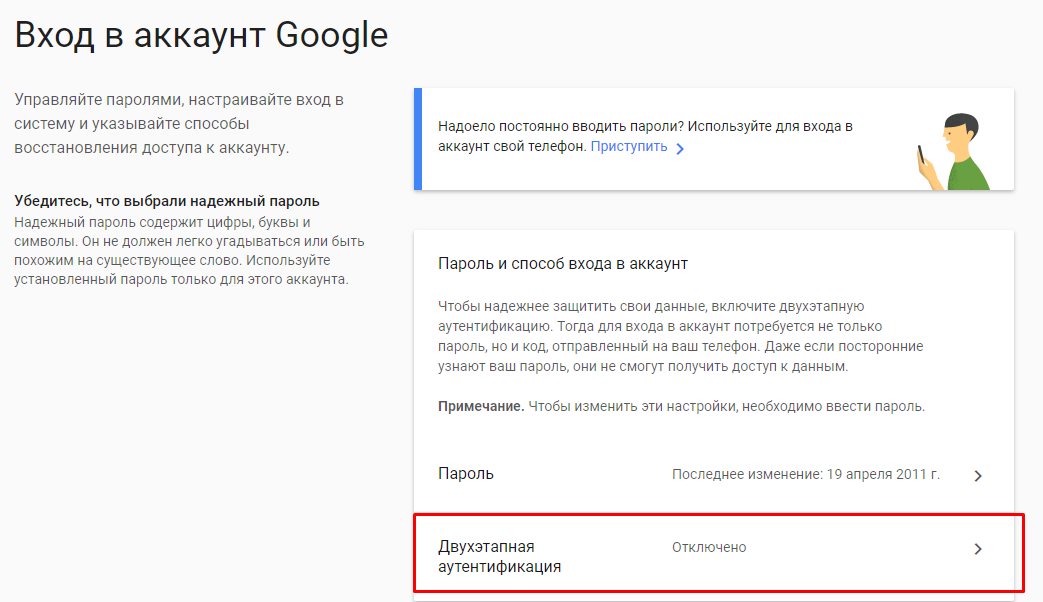 Вход в аккаунт Google
Управляйте паролями, настраивайте вход в
систему и указывайте способы
восстановления доступа к аккаунту.
Убедитесь, что выбрали надежный пароль
Надежный пароль содержит цифры, буквы и
символы. Он не должен легко угадываться или быть
похожим на существующее слово. Используйте
установленный пароль только для этого аккаунта.
Надоело постоянно вводить пароли? Используйте для входа в
аккаунт свой телефон. Приступить
Пароль и способ входа в аккаунт
Чтобы надежнее защитить свои данные, включите двухэтапную
аутентификацию. Тогда для входа в аккаунт потребуется не только
пароль, но и код, отправленный на ваш телефон. Даже если посторонние
узнают ваш пароль, они не смогут получить доступ к данным.
Примечание. Чтобы изменить эти настройки, необходимо ввести пароль.
Пароль Последнее изменение: 19 апреля 2011 г.
Двухэтапная Отключено
аутентификация